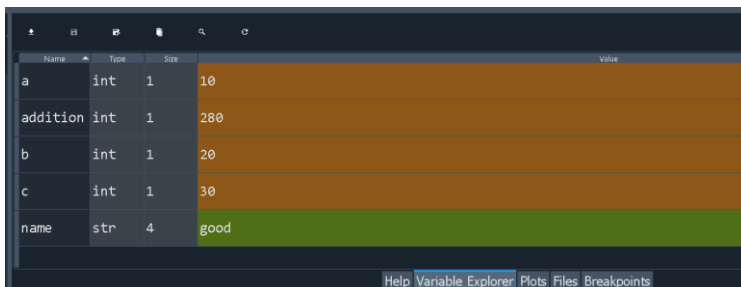 Name Type Size Value
a int 1 10
addition int 1 280
b int 1 20
c int 1 30
name str 4 good
Help Variable Explorer Plots Files Breakpoints